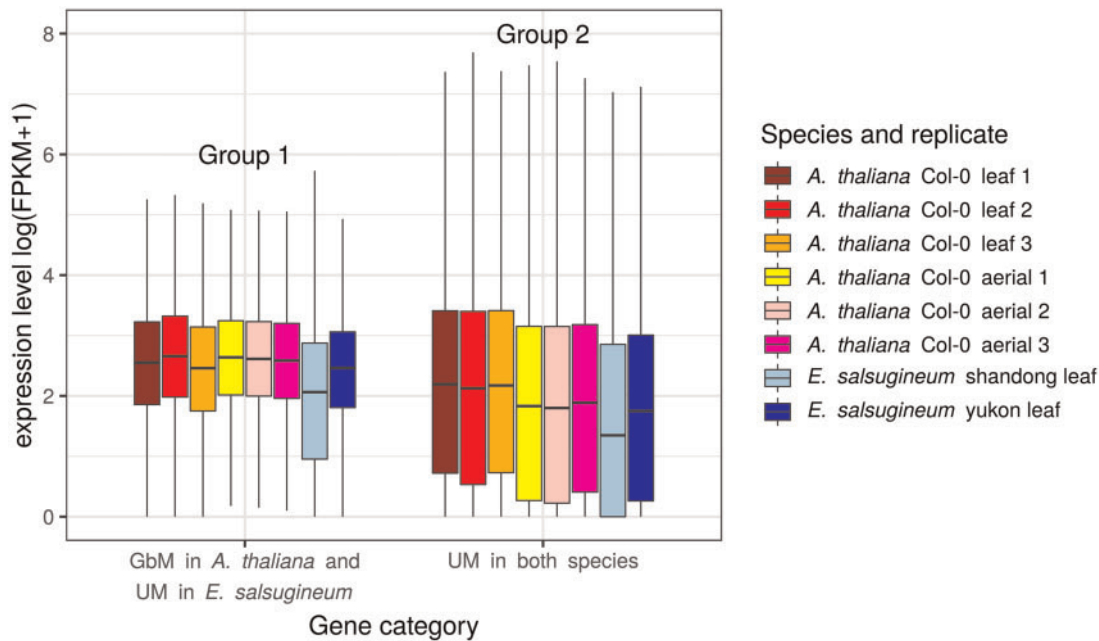 Group 1
Group 2
8
6
4
2
0
expression level log(FPKM+1)
GbM in A. thaliana and
UM in E. salsugineum
UM in both species
Gene category
Species and replicate
A. thaliana Col-0 leaf 1
A. thaliana Col-0 leaf 2
A. thaliana Col-0 leaf 3
A. thaliana Col-0 aerial 1
A. thaliana Col-0 aerial 2
A. thaliana Col-0 aerial 3
E. salsugineum shandong leaf
E. salsugineum yukon leaf